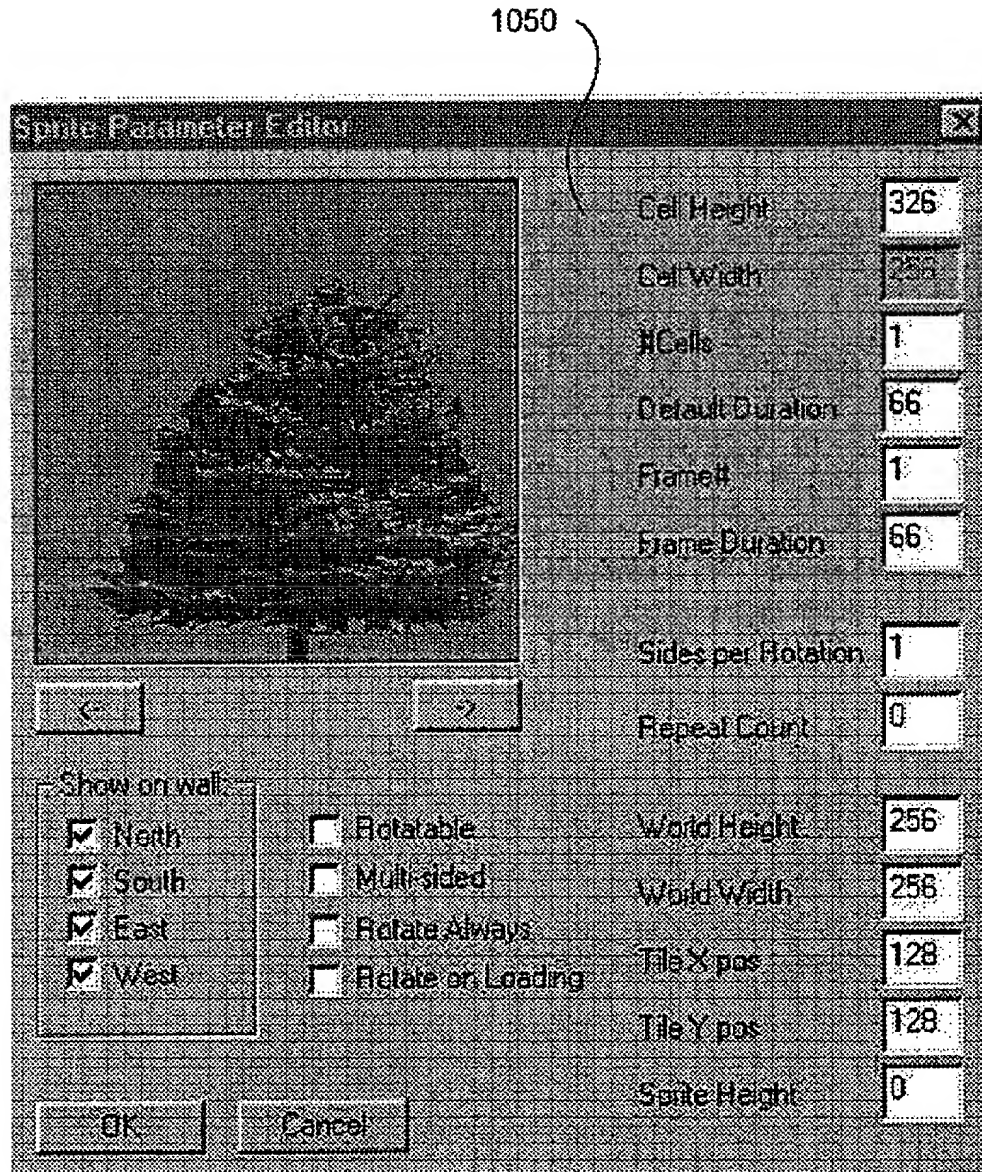 1050
Sprite Parameter Editor
Cell Height 326
Cell Width 256
#Cells 1
Default Duration 66
Frame# 1
Frame Duration 66
Sides per Rotation 1
Repeat Count 0
<- ->
Show on wall:
North
South
East
West
Rotatable
Multi-sided
Rotate Always
Rotate on Loading
World Height 256
World Width 256
Tile X pos 128
Tile Y pos 128
Sprite Height 0
OK Cancel